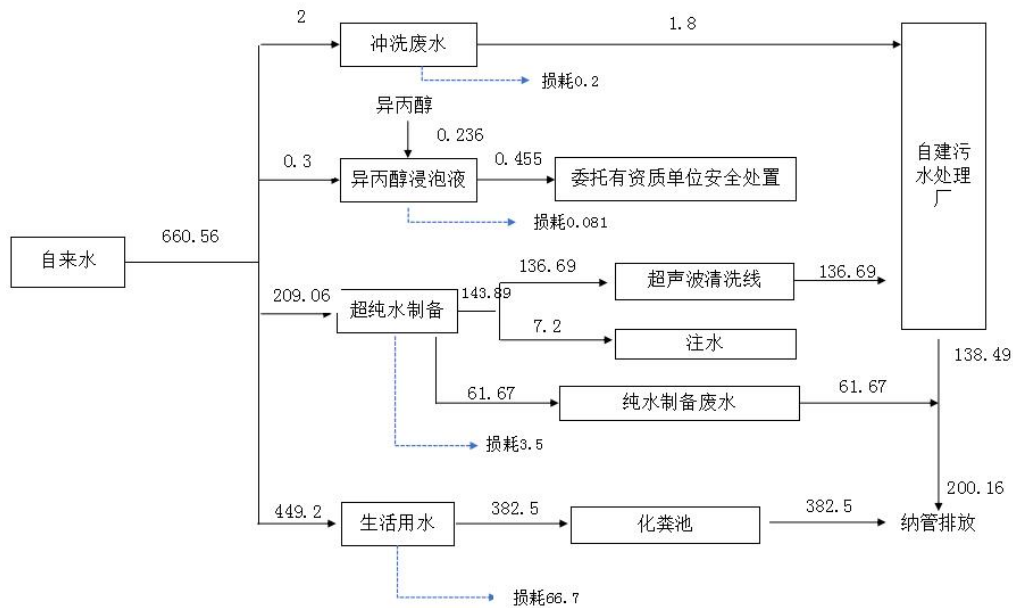 2
冲洗废水
1.8
损耗0.2
异丙醇
0.236
0.3
异丙醇浸泡液
0.455
委托有资质单位安全处置
损耗0.081
自建污
水处理
厂
自来水
660.56
209.06
超纯水制备
143.89
136.69
超声波清洗线
136.69
7.2
注水
138.49
61.67
纯水制备废水
61.67
损耗3.5
200.16
449.2
生活用水
382.5
化粪池
382.5
纳管排放
损耗66.7